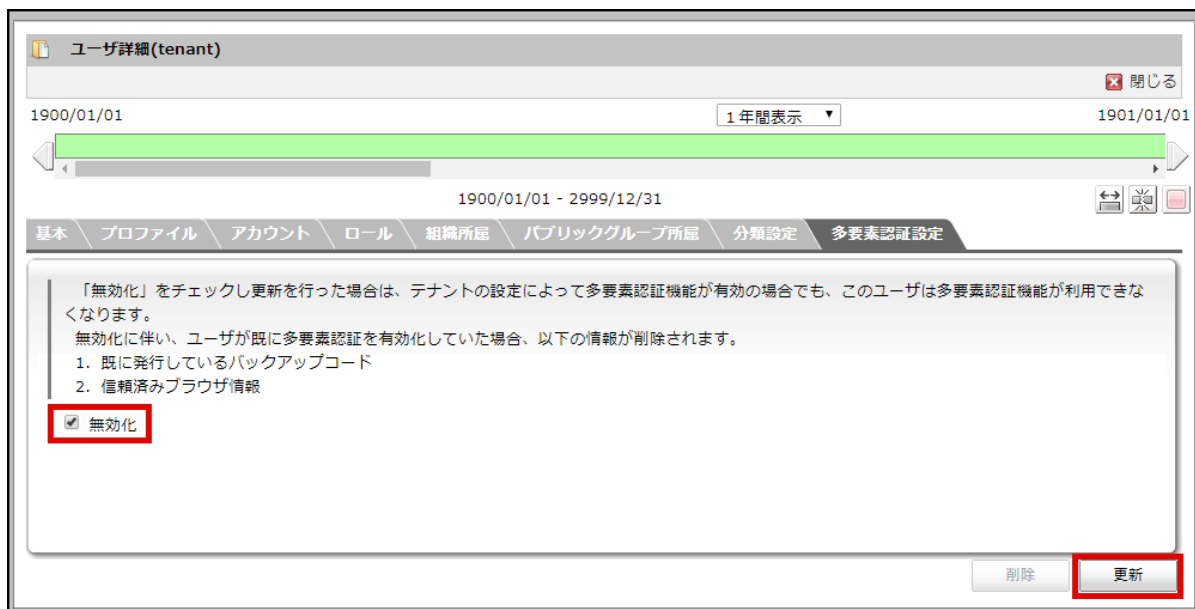 ユーザ詳細(tenant)
閉じる
1900/01/01 1年間表示 1901/01/01
1900/01/01 - 2999/12/31
基本 プロファイル アカウント ロール 組織所属 パブリックグループ所属 分類設定 多要素認証設定
「無効化」をチェックし更新を行った場合は、テナントの設定によって多要素認証機能が有効の場合でも、このユーザは多要素認証機能が利用できな
くなります。
無効化に伴い、ユーザが既に多要素認証を有効化していた場合、以下の情報が削除されます。
1. 既に発行しているバックアップコード
2. 信頼済みブラウザ情報
無効化
削除 更新